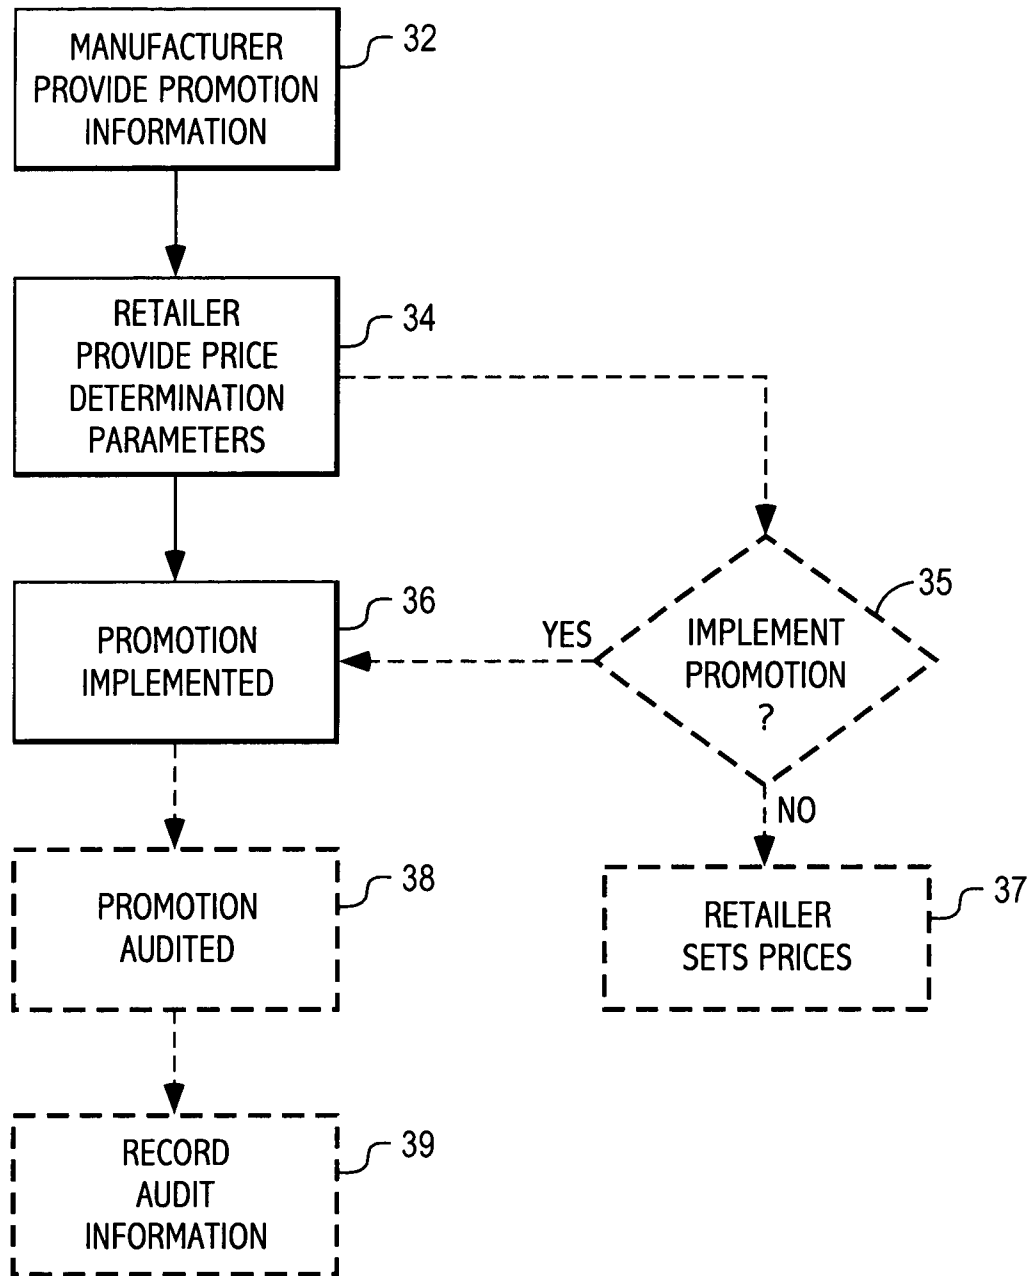 MANUFACTURER
PROVIDE PROMOTION
INFORMATION
32
RETAILER
PROVIDE PRICE
DETERMINATION
PARAMETERS
34
PROMOTION
IMPLEMENTED
36
YES
IMPLEMENT
PROMOTION
?
35
NO
PROMOTION
AUDITED
38
RETAILER
SETS PRICES
37
RECORD
AUDIT
INFORMATION
39